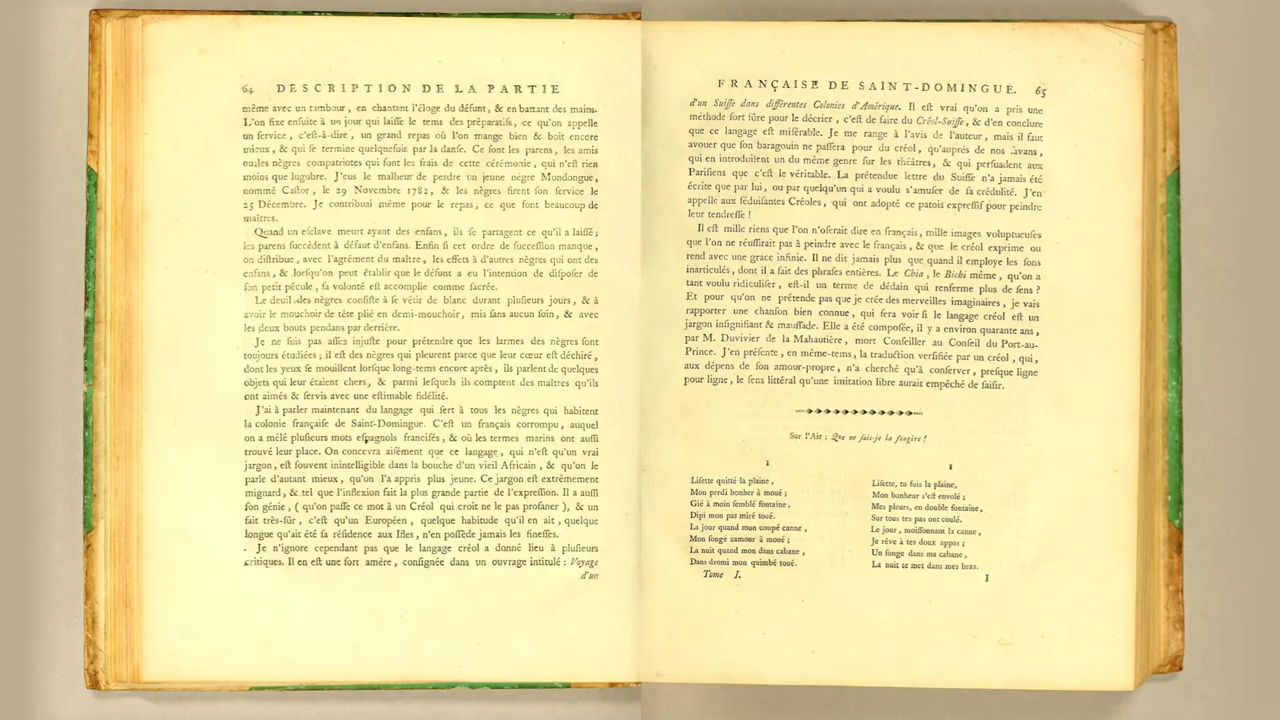 64 DESCRIPTION DE LA PARTIE
même avec un tambour, en chantant l'éloge du défunt, & en battant des mains.
L'on fixe ensuite à un jour qui laisse le tems des préparatifs, ce qu'on appelle
un service, c'est-à-dire, un grand repas où l'on mange bien & boit encore
mieux, & qui se termine quelquefois par la danse. Ce sont les parens, les amis
ou les nègres compatriotes qui font les frais de cette cérémonie, qui n'est rien
moins que lugubre. J'eus le malheur de perdre un jeune nègre Mondongue,
nommé Castor, le 29 Novembre 1782, & les nègres firent son service le
25 Décembre. Je contribuai même pour le repas, ce que font beaucoup de
maîtres.
Quand un esclave meurt ayant des enfans, ils se partagent ce qu'il a laissé;
les parens succèdent à défaut d'enfans. Enfin si cet ordre de succession manque,
on distribue, avec l'agrément du maître, les effets à d'autres nègres qui ont des
enfans, & lorsqu'on peut établir que le défunt a eu l'intention de disposer de
son petit pécule, sa volonté est accomplie comme sacrée.
Le deuil des nègres consiste à se vêtir de blanc durant plusieurs jours, & à
avoir le mouchoir de tête plié en demi-mouchoir, mis sans aucun soin, & avec
les deux bouts pendans par derrière.
Je ne suis pas assez injuste pour prétendre que les larmes des nègres sont
toujours étudiées; il est des nègres qui pleurent parce que leur cœur est déchiré,
dont les yeux se mouillent lorsque long-tems encore après, ils parlent de quelques
objets qui leur étaient chers, & parmi lesquels ils comptent des maîtres qu'ils
ont aimés & servis avec une estimable fidélité.
J'ai à parler maintenant du langage qui sert à tous les nègres qui habitent
la colonie française de Saint-Domingue. C'est un français corrompu, auquel
on a mêlé plusieurs mots espagnols francisés, & où les termes marins ont aussi
trouvé leur place. On concevra aisément que ce langage, qui n'est qu'un vrai
jargon, est souvent inintelligible dans la bouche d'un vieil Africain, & qu'on le
parle d'autant mieux, qu'on l'a appris plus jeune. Ce jargon est extrêmement
mignard, & tel que l'inflexion fait la plus grande partie de l'expression. Il a aussi
son génie, (qu'on passe ce mot à un Créol qui croit ne le pas profaner), & un
fait très-sûr, c'est qu'un Européen, quelque habitude qu'il en ait, quelque
longue qu'ait été sa résidence aux Isles, n'en possède jamais les finesses.
Je n'ignore cependant pas que le langage créol a donné lieu à plusieurs
critiques. Il en est une fort amère, consignée dans un ouvrage intitulé : Voyage
d'un
FRANÇAISE DE SAINT-DOMINGUE. 65
d'un Suisse dans différentes Colonies d'Amérique. Il est vrai qu'on a pris une
méthode fort sûre pour le décrier, c'est de faire du Créol-Suisse, & d'en conclure
que ce langage est misérable. Je me range à l'avis de l'auteur, mais il faut
avouer que son baragouin ne passera pour du créol, qu'auprès de nos savans,
qui en introduisent un du même genre sur les théâtres, & qui persuadent aux
Parisiens que c'est le véritable. La prétendue lettre du Suisse n'a jamais été
écrite que par lui, ou par quelqu'un qui a voulu s'amuser de sa crédulité. J'en
appelle aux séduisantes Créoles, qui ont adopté ce patois expressif pour peindre
leur tendresse !
Il est mille riens que l'on n'oserait dire en français, mille images voluptueuses
que l'on ne réussirait pas à peindre avec le français, & que le créol exprime ou
rend avec une grace infinie. Il ne dit jamais plus que quand il employe les sons
inarticulés, dont il a fait des phrases entières. Le Chia, le Bichi même, qu'on a
tant voulu ridiculiser, est-il un terme de dédain qui renferme plus de sens ?
Et pour qu'on ne prétende pas que je crée des merveilles imaginaires, je vais
rapporter une chanson bien connue, qui fera voir si le langage créol est un
jargon insignifiant & maussade. Elle a été composée, il y a environ quarante ans,
par M. Duvivier de la Mahautière, mort Conseiller au Conseil du Port-au-
Prince. J'en présente, en même-tems, la traduction versifiée par un créol, qui,
aux dépens de son amour-propre, n'a cherché qu'à conserver, presque ligne
pour ligne, le sens littéral qu'une imitation libre aurait empêché de saisir.
Sur l'Air : Que ne suis-je la fougère !
I
Lisette quitté la plaine,
Mon perdi bonher à moué;
Gié à moin semblé fontaine,
Dipi mon pas miré toué.
La jour quand mon coupé canne,
Mon songé zamour à moué;
La nuit quand mon dans cabane,
Dans dromi mon quimbé toué.
Tome I.
I
Lisette, tu fuis la plaine,
Mon bonheur s'est envolé;
Mes pleurs, en double fontaine,
Sur tous tes pas ont coulé.
Le jour, moissonnant la canne,
Je rêve à tes doux appas;
Un songe dans ma cabane,
La nuit te met dans mes bras.
I